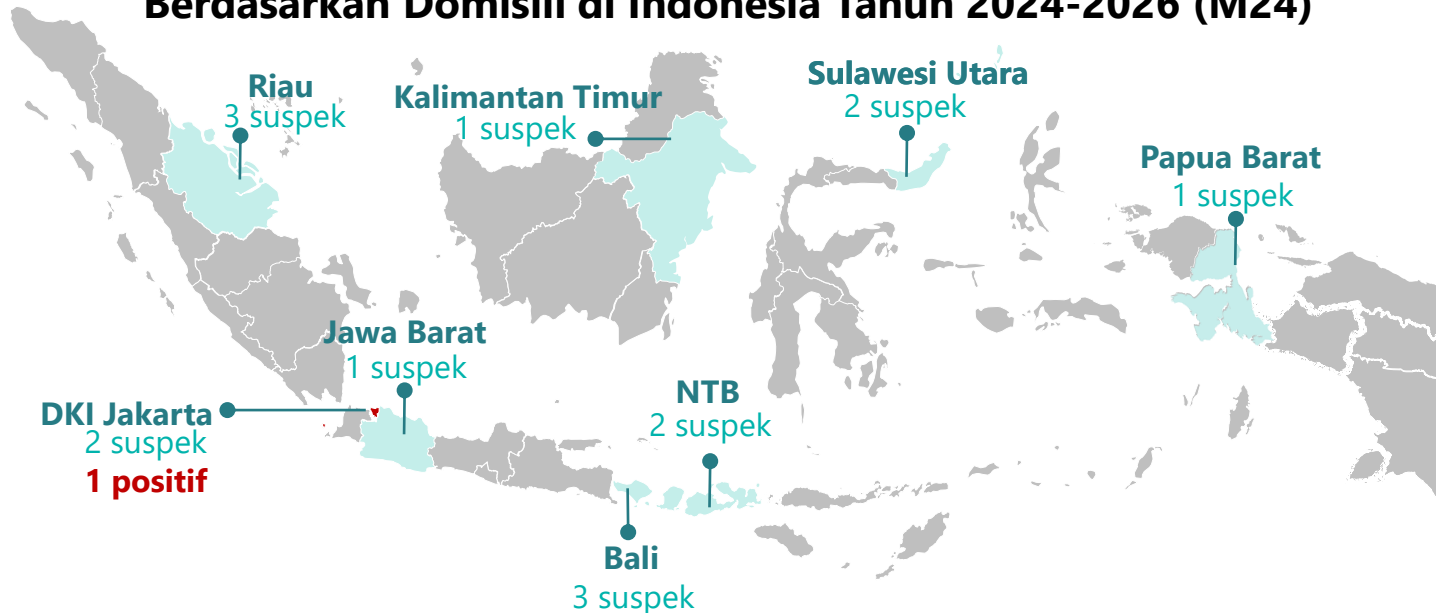 Berdasarkan Domisili di Indonesia Tahun 2024-2026 (M24)
Riau
3 suspek
Kalimantan Timur
1 suspek
Sulawesi Utara
2 suspek
Papua Barat
1 suspek
Jawa Barat
1 suspek
DKI Jakarta
2 suspek
1 positif
NTB
2 suspek
Bali
3 suspek